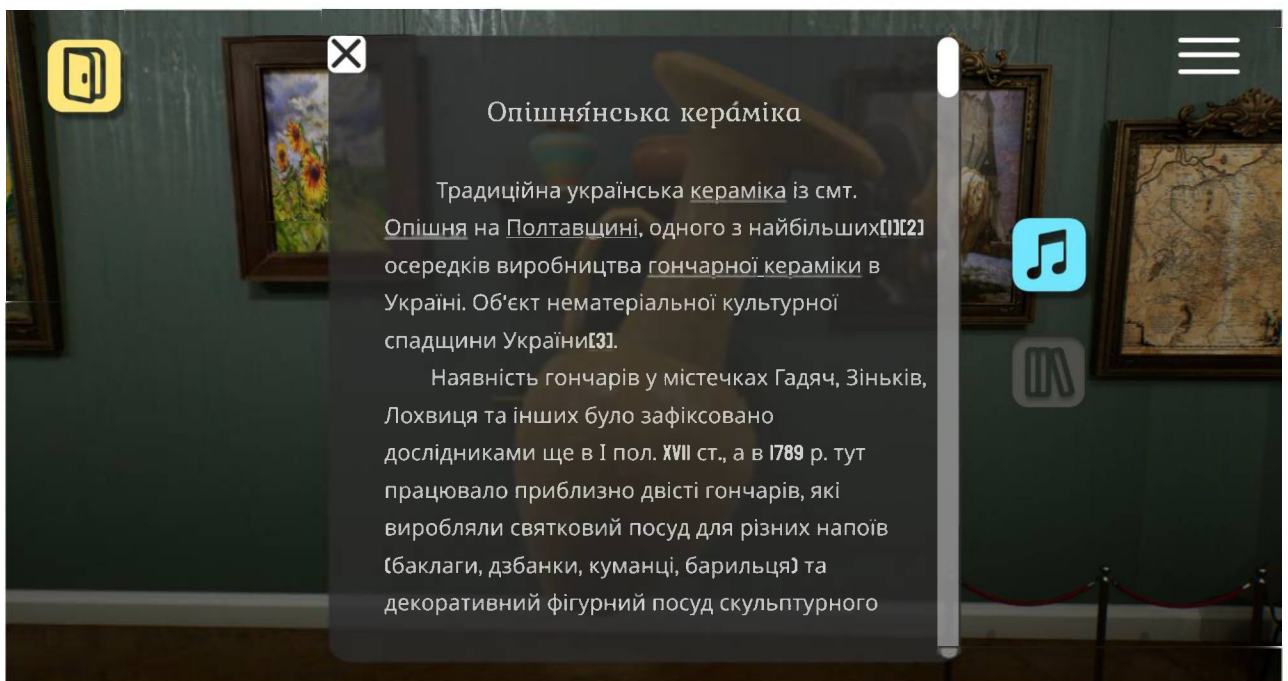 Опішня́нська кера́міка
Традиційна українська кераміка із смт.
Опішня на Полтавщині, одного з найбільших[1][2]
осередків виробництва гончарної кераміки в
Україні. Об'єкт нематеріальної культурної
спадщини України[3].
Наявність гончарів у містечках Гадяч, Зіньків,
Лохвиця та інших було зафіксовано
дослідниками ще в І пол. XVII ст., а в 1789 р. тут
працювало приблизно двісті гончарів, які
виробляли святковий посуд для різних напоїв
(баклаги, дзбанки, куманці, барильця) та
декоративний фігурний посуд скульптурного